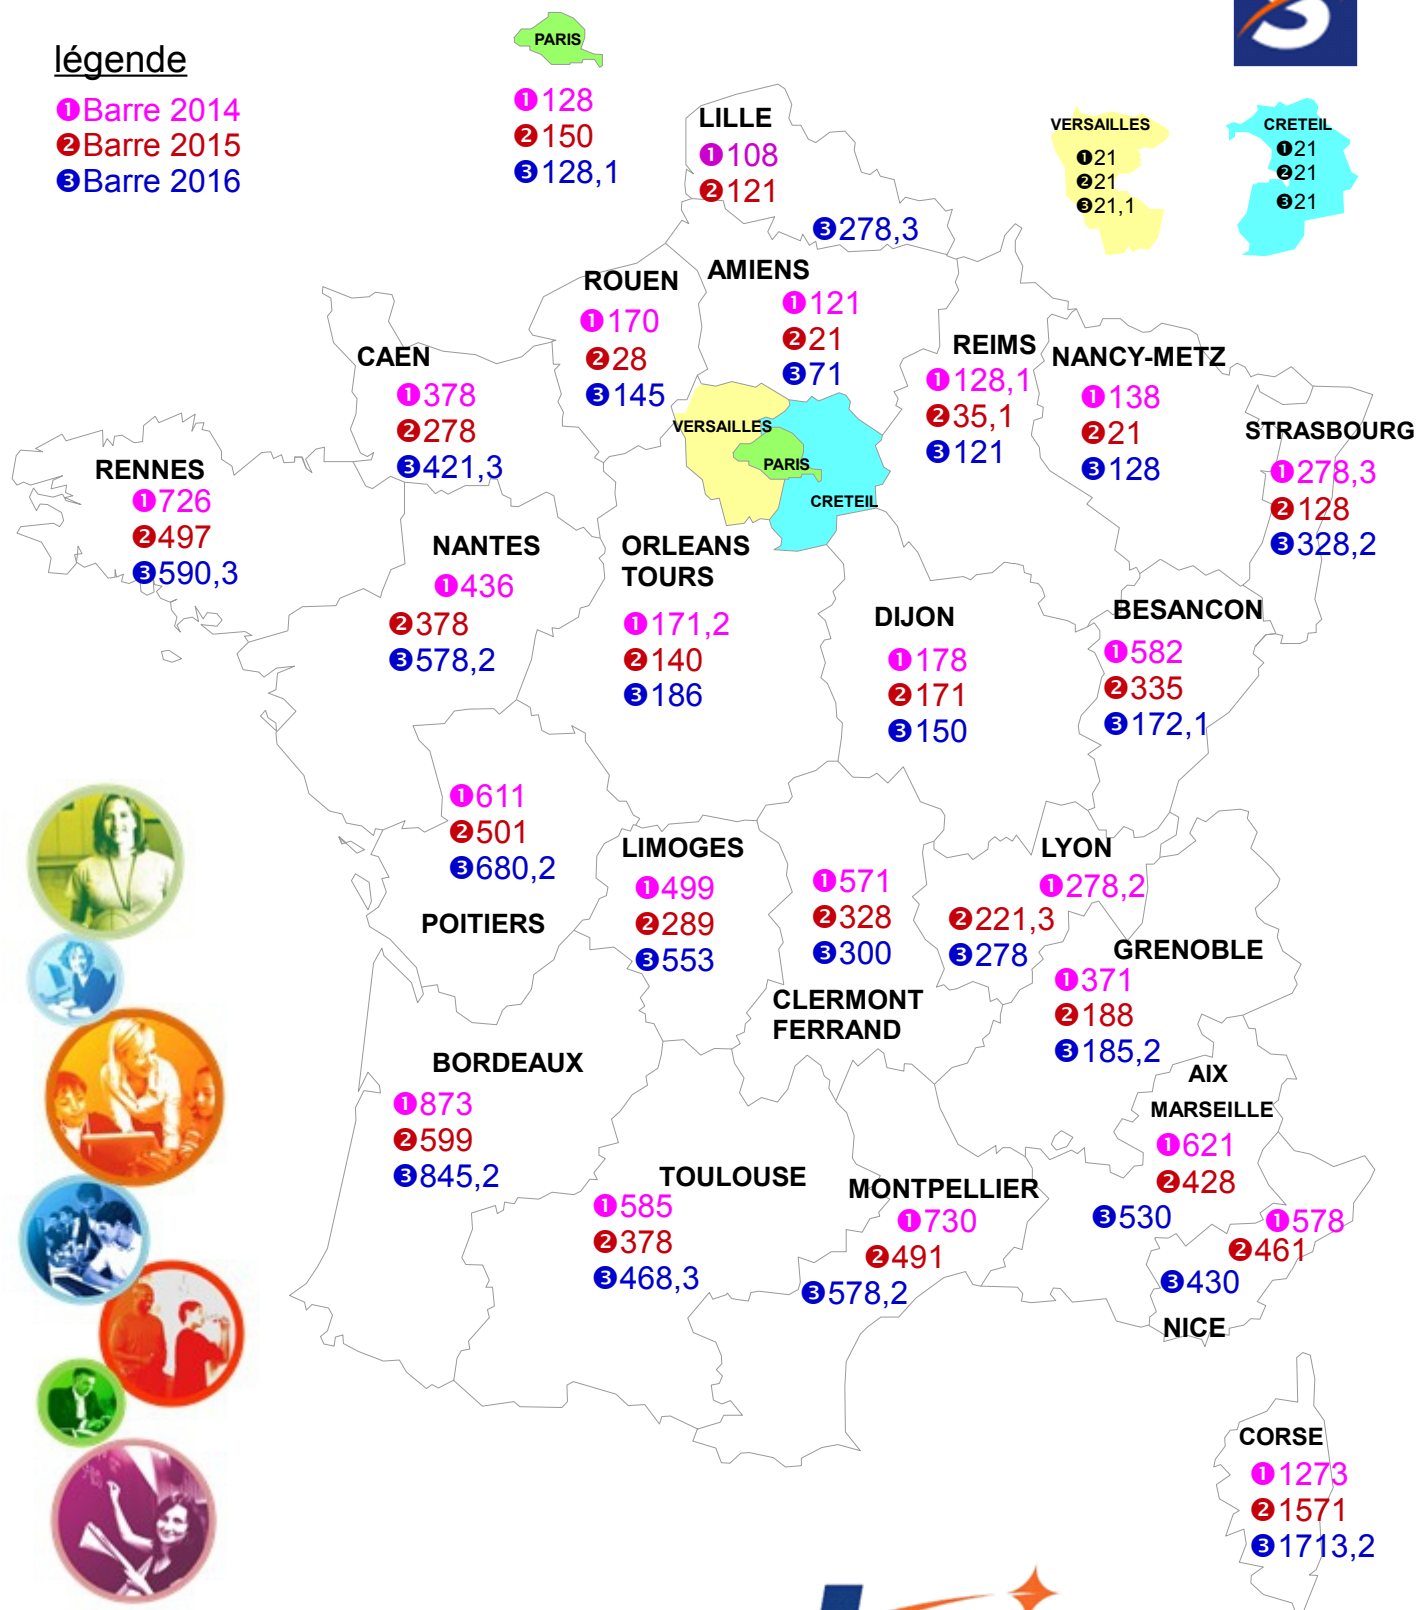 légende
❶Barre 2014
❷Barre 2015
❸Barre 2016
PARIS
❶128
❷150
❸128,1
LILLE
❶108
❷121
❸278,3
VERSAILLES
❶21
❷21
❸21,1
CRETEIL
❶21
❷21
❸21
ROUEN
❶170
❷28
❸145
AMIENS
❶121
❷21
❸71
CAEN
❶378
❷278
❸421,3
REIMS
❶128,1
❷35,1
❸121
NANCY-METZ
❶138
❷21
❸128
STRASBOURG
❶278,3
❷128
❸328,2
VERSAILLES
PARIS
CRETEIL
RENNES
❶726
❷497
❸590,3
NANTES
❶436
❷378
❸578,2
ORLEANS
TOURS
❶171,2
❷140
❸186
DIJON
❶178
❷171
❸150
BESANCON
❶582
❷335
❸172,1
❶611
❷501
❸680,2
POITIERS
LIMOGES
❶499
❷289
❸553
❶571
❷328
❸300
CLERMONT
FERRAND
LYON
❶278,2
❷221,3
❸278
GRENOBLE
❶371
❷188
❸185,2
BORDEAUX
❶873
❷599
❸845,2
AIX
MARSEILLE
❶621
❷428
❸530
TOULOUSE
❶585
❷378
❸468,3
MONTPELLIER
❶730
❷491
❸578,2
❶578
❷461
❸430
NICE
CORSE
❶1273
❷1571
❸1713,2